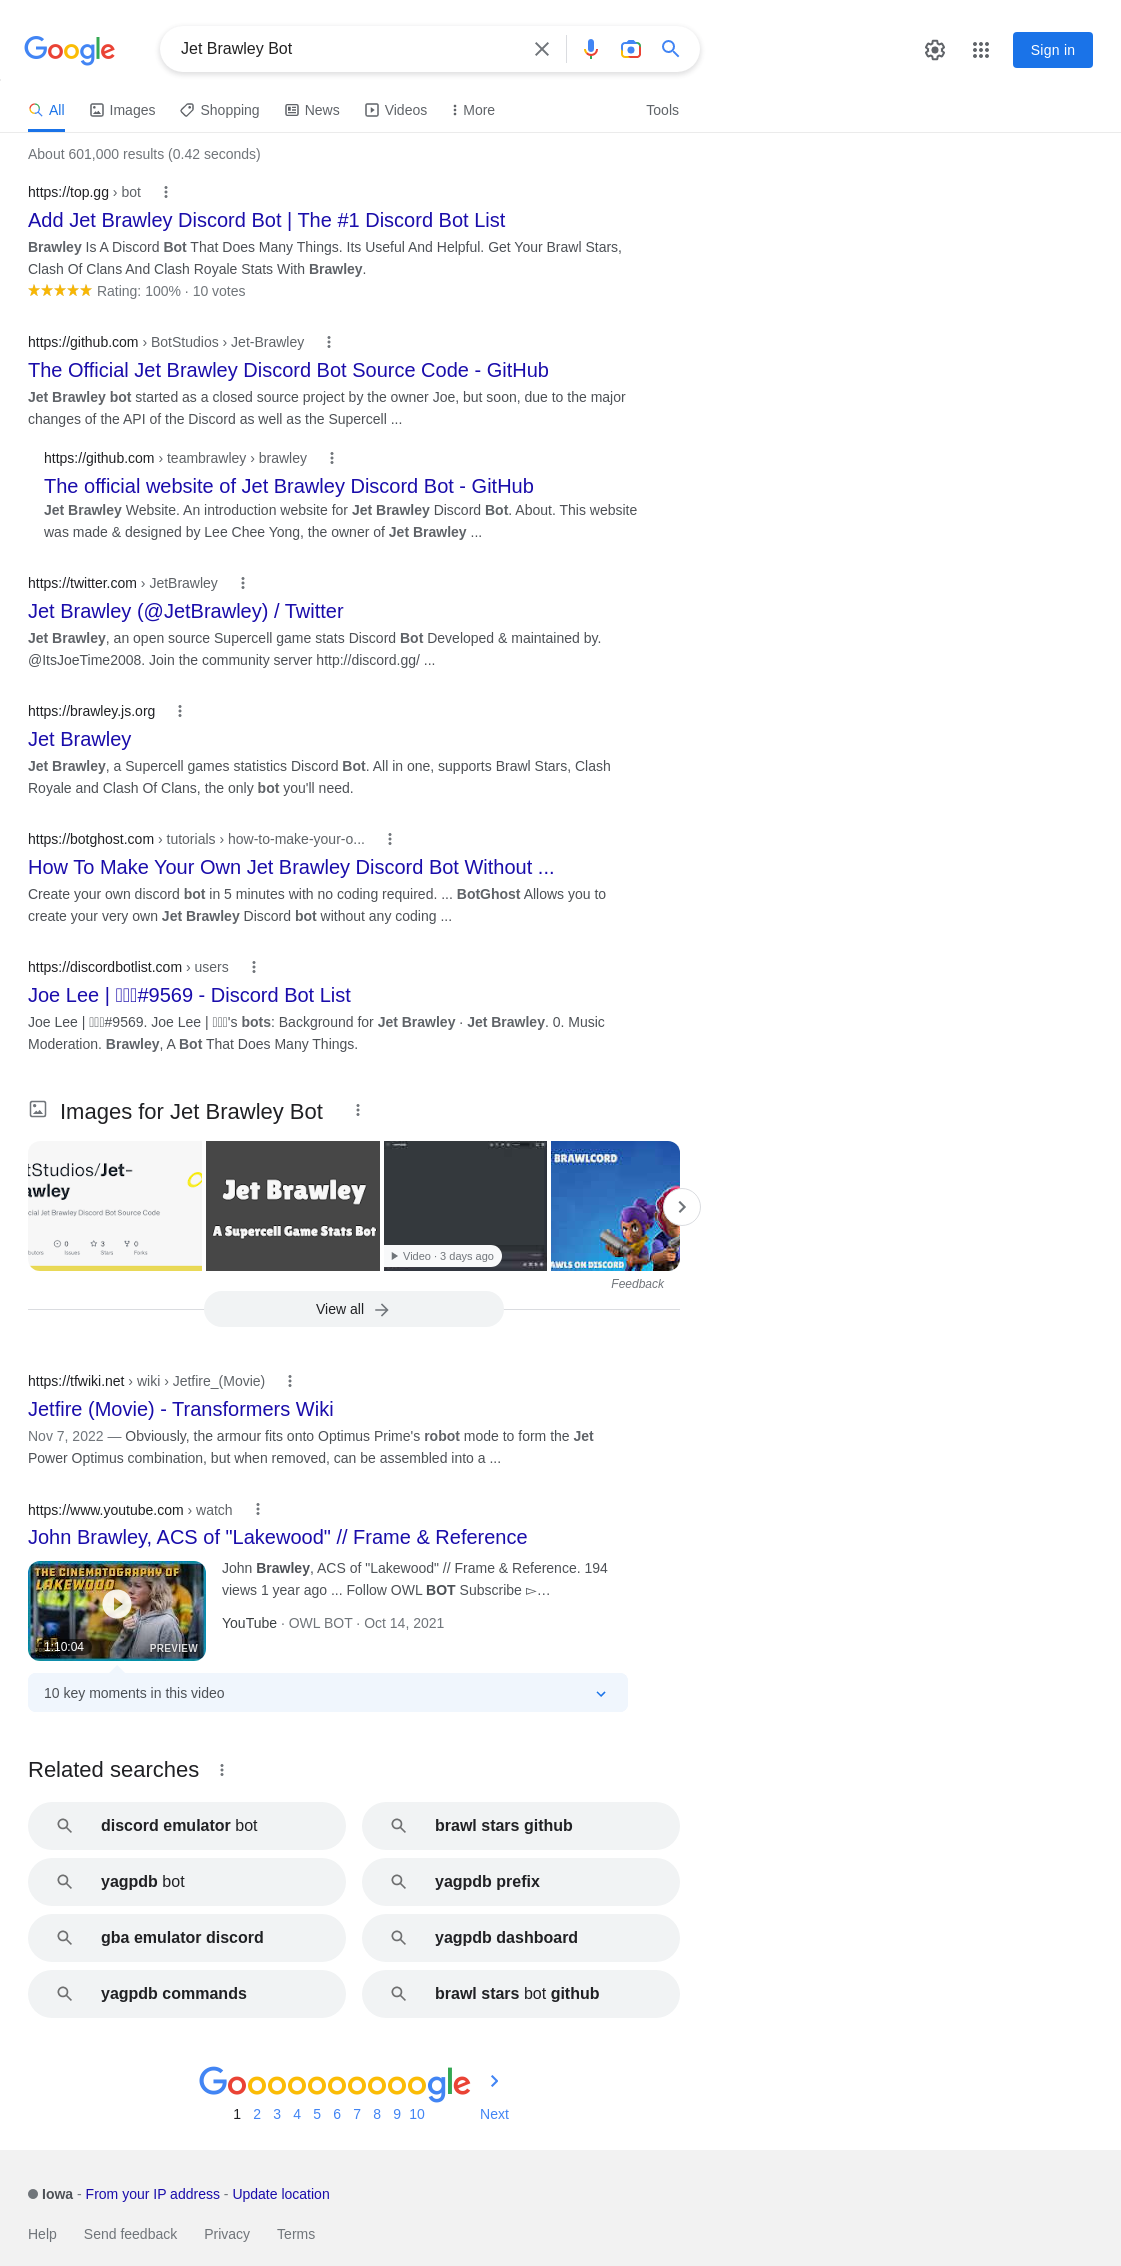 Google
Jet Brawley Bot
Sign in
All
Images
Shopping
News
Videos
More
Tools
About 601,000 results (0.42 seconds)
https://top.gg › bot
Add Jet Brawley Discord Bot | The #1 Discord Bot List
Brawley Is A Discord Bot That Does Many Things. Its Useful And Helpful. Get Your Brawl Stars,
Clash Of Clans And Clash Royale Stats With Brawley.
Rating: 100% · 10 votes
https://github.com › BotStudios › Jet-Brawley
The Official Jet Brawley Discord Bot Source Code - GitHub
Jet Brawley bot started as a closed source project by the owner Joe, but soon, due to the major
changes of the API of the Discord as well as the Supercell ...
https://github.com › teambrawley › brawley
The official website of Jet Brawley Discord Bot - GitHub
Jet Brawley Website. An introduction website for Jet Brawley Discord Bot. About. This website
was made & designed by Lee Chee Yong, the owner of Jet Brawley ...
https://twitter.com › JetBrawley
Jet Brawley (@JetBrawley) / Twitter
Jet Brawley, an open source Supercell game stats Discord Bot Developed & maintained by.
@ItsJoeTime2008. Join the community server http://discord.gg/ ...
https://brawley.js.org
Jet Brawley
Jet Brawley, a Supercell games statistics Discord Bot. All in one, supports Brawl Stars, Clash
Royale and Clash Of Clans, the only bot you'll need.
https://botghost.com › tutorials › how-to-make-your-o...
How To Make Your Own Jet Brawley Discord Bot Without ...
Create your own discord bot in 5 minutes with no coding required. ... BotGhost Allows you to
create your very own Jet Brawley Discord bot without any coding ...
https://discordbotlist.com › users
Joe Lee | #9569 - Discord Bot List
Joe Lee | #9569. Joe Lee | 's bots: Background for Jet Brawley · Jet Brawley. 0. Music
Moderation. Brawley, A Bot That Does Many Things.
Images for Jet Brawley Bot
tStudios/Jet-
wley
cial Jet Brawley Discord Bot Source Code
0 3 0
butors Issues Stars Forks
Jet Brawley
A Supercell Game Stats Bot
Video · 3 days ago
BRAWLCORD
AWLS ON DISCORD
Feedback
View all
https://tfwiki.net › wiki › Jetfire_(Movie)
Jetfire (Movie) - Transformers Wiki
Nov 7, 2022 — Obviously, the armour fits onto Optimus Prime's robot mode to form the Jet
Power Optimus combination, but when removed, can be assembled into a ...
https://www.youtube.com › watch
John Brawley, ACS of "Lakewood" // Frame & Reference
THE CINEMATOGRAPHY OF
LAKEWOOD
1:10:04
PREVIEW
John Brawley, ACS of "Lakewood" // Frame & Reference. 194
views 1 year ago ... Follow OWL BOT Subscribe ▻…
YouTube · OWL BOT · Oct 14, 2021
10 key moments in this video
Related searches
discord emulator bot
brawl stars github
yagpdb bot
yagpdb prefix
gba emulator discord
yagpdb dashboard
yagpdb commands
brawl stars bot github
Goooooooooogle
1 2 3 4 5 6 7 8 9 10 Next
Iowa - From your IP address - Update location
Help Send feedback Privacy Terms